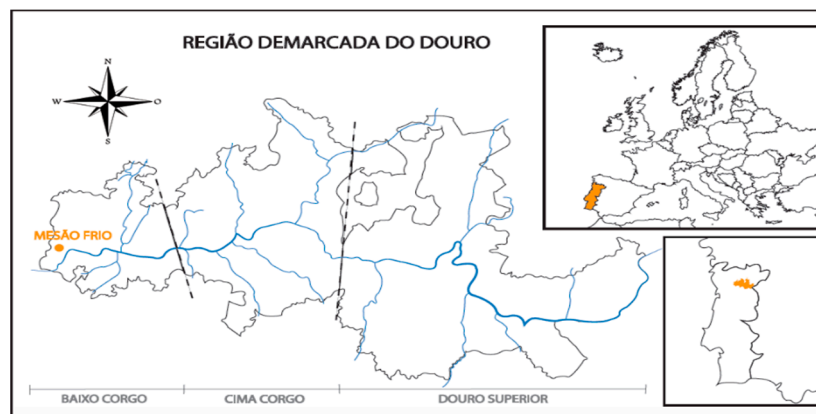 REGIÃO DEMARCADA DO DOURO
N
W
O
S
MESÃO FRIO
BAIXO CORGO
CIMA CORGO
DOURO SUPERIOR